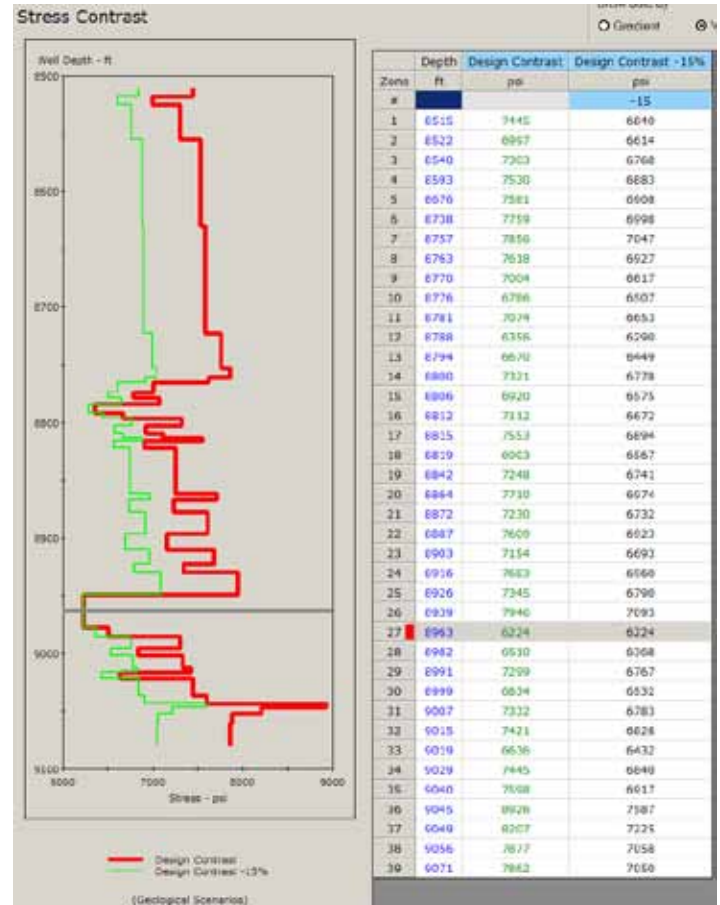 Stress Contrast
Gradient
Well Depth - ft
8500
8500
8700
8800
8900
9000
9100
6000 7000 8000 9000
Stress - psi
Design Contrast
Design Contrast -15%
(Geological Scenarios)
Depth Design Contrast Design Contrast -15%
Zone ft psi psi
# -15
1 8515 7445 6840
2 8522 6957 6614
3 8540 7303 6768
4 8593 7530 6883
5 8676 7581 6908
6 8738 7759 6998
7 8757 7856 7047
8 8763 7618 6927
9 8770 7004 6617
10 8776 6786 6507
11 8781 7074 6653
12 8788 6356 6290
13 8794 6670 6449
14 8800 7321 6778
15 8806 6920 6575
16 8812 7112 6672
17 8815 7553 6894
18 8819 6903 6567
19 8842 7248 6741
20 8864 7710 6974
21 8872 7230 6732
22 8887 7609 6923
23 8903 7154 6693
24 8916 7683 6960
25 8926 7345 6790
26 8939 7940 7093
27 8963 6224 6224
28 8982 6510 6368
29 8991 7299 6767
30 8999 6834 6532
31 9007 7332 6783
32 9015 7421 6828
33 9019 6636 6432
34 9029 7445 6840
35 9040 7598 6917
36 9045 8928 7587
37 9049 8207 7225
38 9056 7877 7058
39 9071 7862 7050